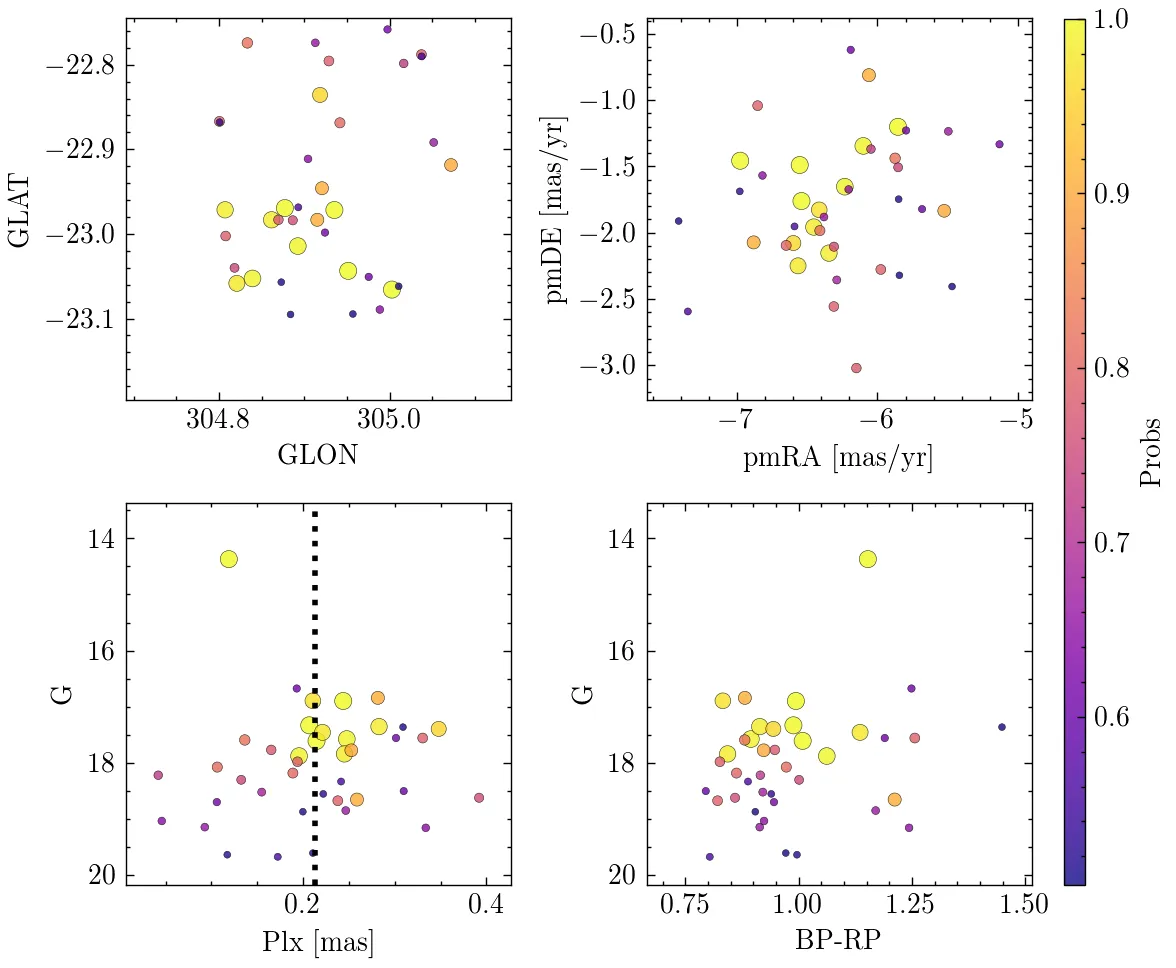 −22.8
−22.9
−23.0
−23.1
304.8 305.0
GLON
GLAT
−0.5
−1.0
−1.5
−2.0
−2.5
−3.0
−7 −6 −5
pmRA [mas/yr]
pmDE [mas/yr]
14
16
18
20
0.2 0.4
Plx [mas]
G
14
16
18
20
0.75 1.00 1.25 1.50
BP-RP
G
1.0
0.9
0.8
0.7
0.6
Probs